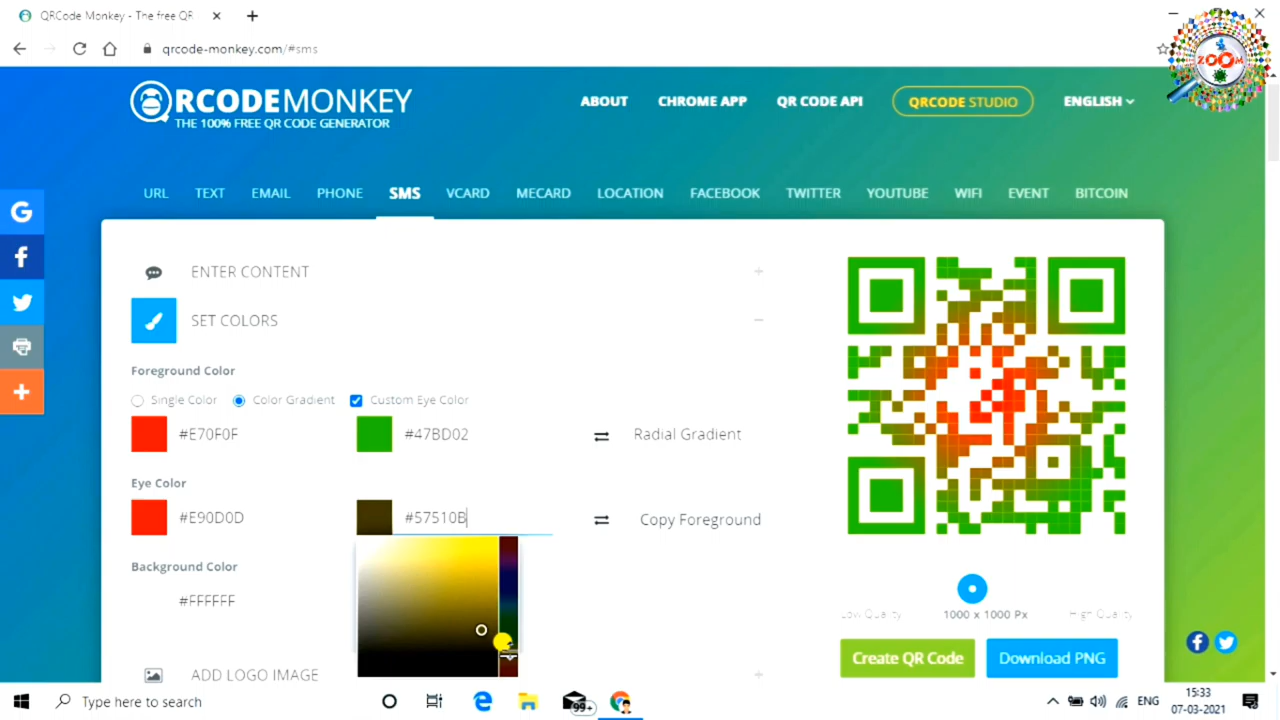 QRCode Monkey - The free QR
qrcode-monkey.com/#sms
ZOOM
QRCODEMONKEY
THE 100% FREE QR CODE GENERATOR
ABOUT
CHROME APP
QR CODE API
QRCODE STUDIO
ENGLISH
URL
TEXT
EMAIL
PHONE
SMS
VCARD
MECARD
LOCATION
FACEBOOK
TWITTER
YOUTUBE
WIFI
EVENT
BITCOIN
ENTER CONTENT
SET COLORS
Foreground Color
Single Color
Color Gradient
Custom Eye Color
#E70F0F
#47BD02
Radial Gradient
Eye Color
#E90D0D
#57510B
Copy Foreground
Background Color
#FFFFFF
ADD LOGO IMAGE
Low Quality
1000 x 1000 Px
High Quality
Create QR Code
Download PNG
Type here to search
99+
ENG
15:33
07-03-2021